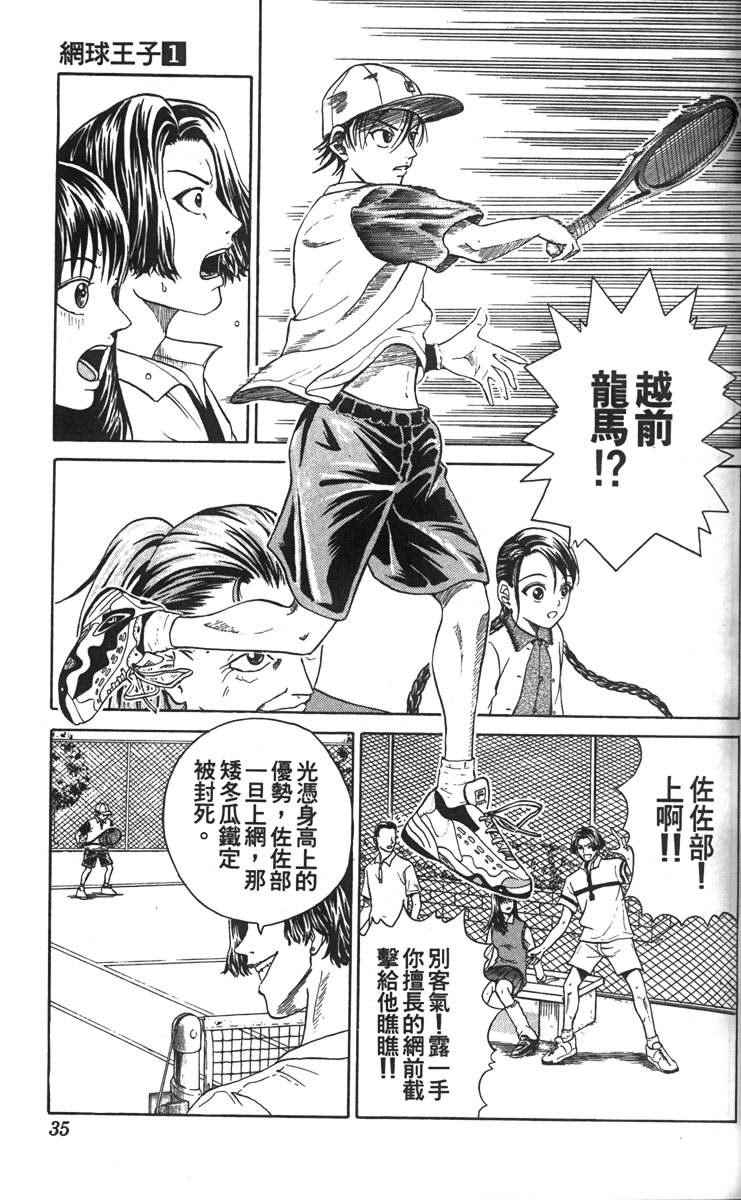 網球王子1
越前
龍馬!?
佐佐部!
上啊!!
別客氣!露一手
你擅長的網前截
擊給他瞧瞧!!
光憑身高上的
優勢,佐佐部
一旦上網,那
矮冬瓜鐵定
被封死。
35